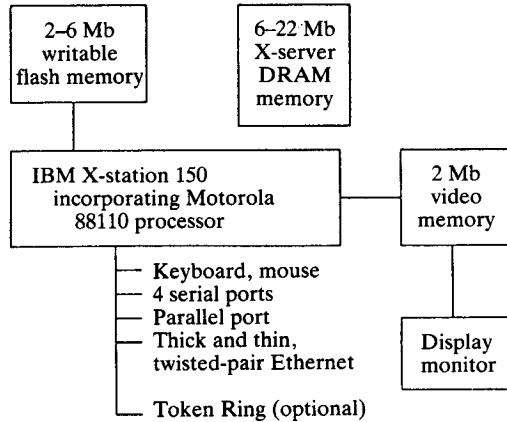 2–6 Mb
writable
flash memory
6–22 Mb
X-server
DRAM
memory
IBM X-station 150
incorporating Motorola
88110 processor
2 Mb
video
memory
Keyboard, mouse
4 serial ports
Parallel port
Thick and thin,
twisted-pair Ethernet
Token Ring (optional)
Display
monitor